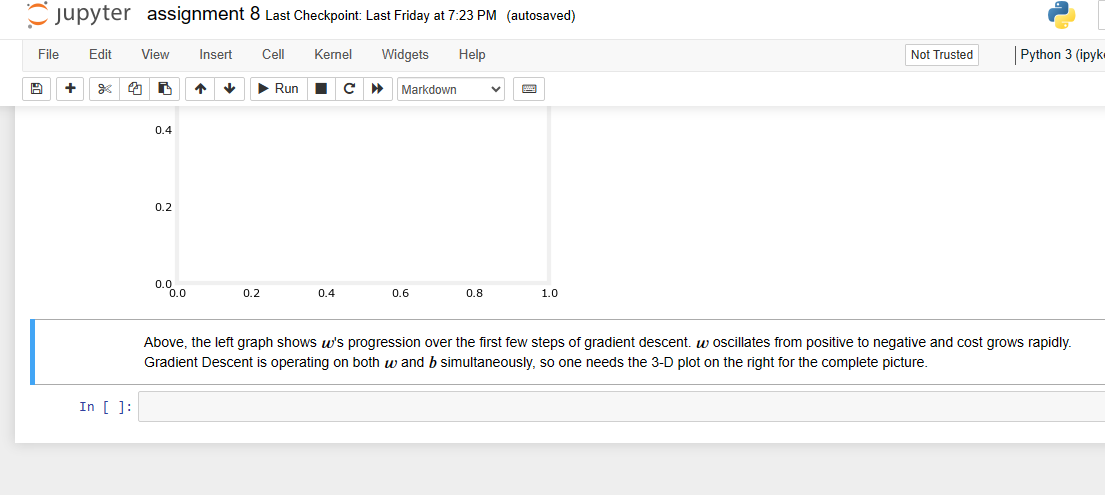 jupyter assignment 8 Last Checkpoint: Last Friday at 7:23 PM (autosaved)
File Edit View Insert Cell Kernel Widgets Help Not Trusted Python 3 (ipyk
Run Markdown
0.4
0.2
0.0
0.0 0.2 0.4 0.6 0.8 1.0
Above, the left graph shows w's progression over the first few steps of gradient descent. w oscillates from positive to negative and cost grows rapidly.
Gradient Descent is operating on both w and b simultaneously, so one needs the 3-D plot on the right for the complete picture.
In [ ]: